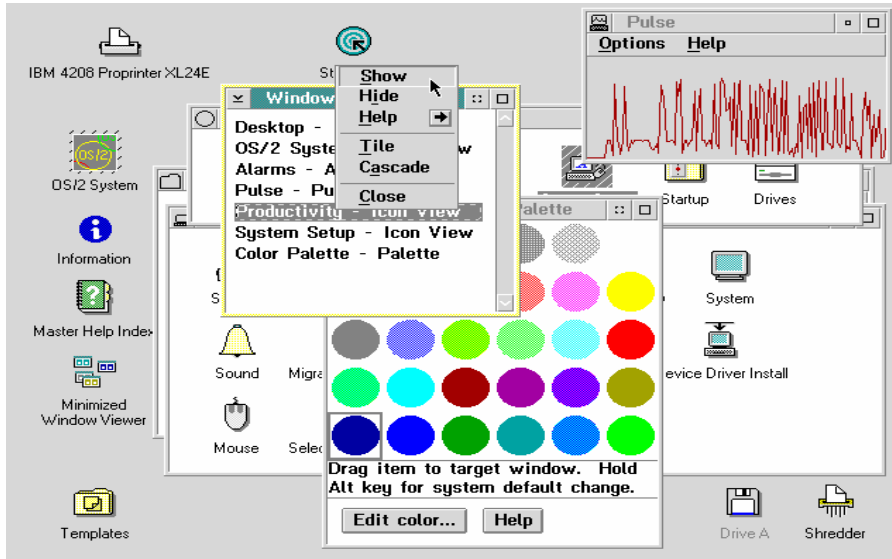 Pulse
Options Help
IBM 4208 Proprinter XL24E
St
Show
Hide
Help
Tile
Cascade
Close
Window
Desktop -
OS/2 Syste w
Alarms - A
Pulse - Pu
Productivity - Icon View
System Setup - Icon View
Color Palette - Palette
OS/2
OS/2 System
Information
Master Help Index
Minimized
Window Viewer
Templates
Startup
Drives
Palette
S
System
Sound
Migra
evice Driver Install
Mouse
Selec
Drag item to target window. Hold
Alt key for system default change.
Edit color... Help
Drive A
Shredder